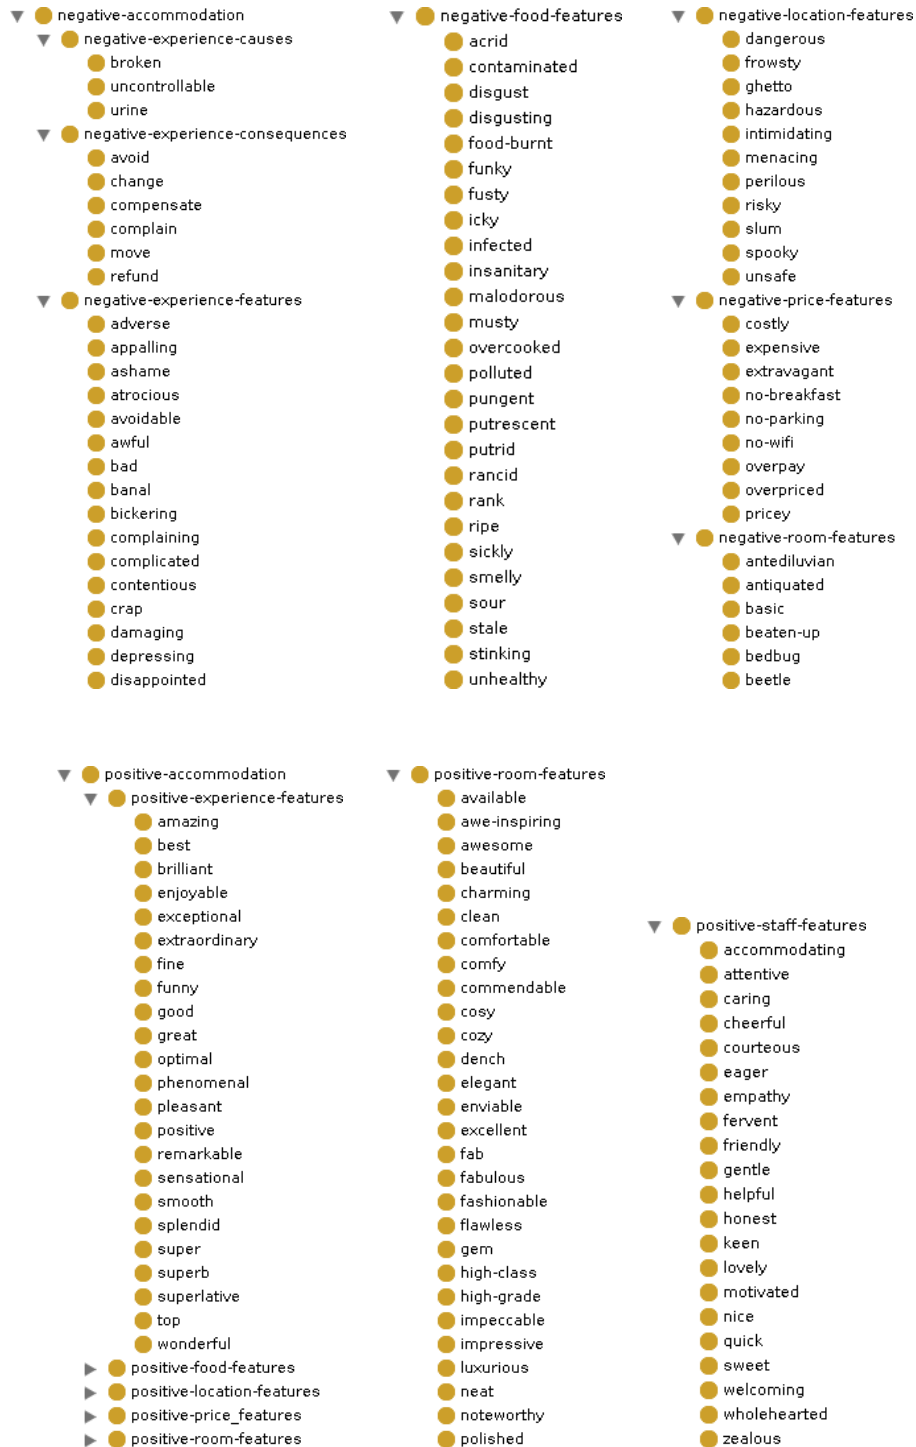 negative-accommodation
negative-experience-causes
broken
uncontrollable
urine
negative-experience-consequences
avoid
change
compensate
complain
move
refund
negative-experience-features
adverse
appalling
ashame
atrocious
avoidable
awful
bad
banal
bickering
complaining
complicated
contentious
crap
damaging
depressing
disappointed
negative-food-features
acrid
contaminated
disgust
disgusting
food-burnt
funky
fusty
icky
infected
insanitary
malodorous
musty
overcooked
polluted
pungent
putrescent
putrid
rancid
rank
ripe
sickly
smelly
sour
stale
stinking
unhealthy
negative-location-features
dangerous
frowsty
ghetto
hazardous
intimidating
menacing
perilous
risky
slum
spooky
unsafe
negative-price-features
costly
expensive
extravagant
no-breakfast
no-parking
no-wifi
overpay
overpriced
pricey
negative-room-features
antediluvian
antiquated
basic
beaten-up
bedbug
beetle
positive-accommodation
positive-experience-features
amazing
best
brilliant
enjoyable
exceptional
extraordinary
fine
funny
good
great
optimal
phenomenal
pleasant
positive
remarkable
sensational
smooth
splendid
super
superb
superlative
top
wonderful
positive-food-features
positive-location-features
positive-price_features
positive-room-features
positive-room-features
available
awe-inspiring
awesome
beautiful
charming
clean
comfortable
comfy
commendable
cosy
cozy
dench
elegant
enviable
excellent
fab
fabulous
fashionable
flawless
gem
high-class
high-grade
impeccable
impressive
luxurious
neat
noteworthy
polished
positive-staff-features
accommodating
attentive
caring
cheerful
courteous
eager
empathy
fervent
friendly
gentle
helpful
honest
keen
lovely
motivated
nice
quick
sweet
welcoming
wholehearted
zealous